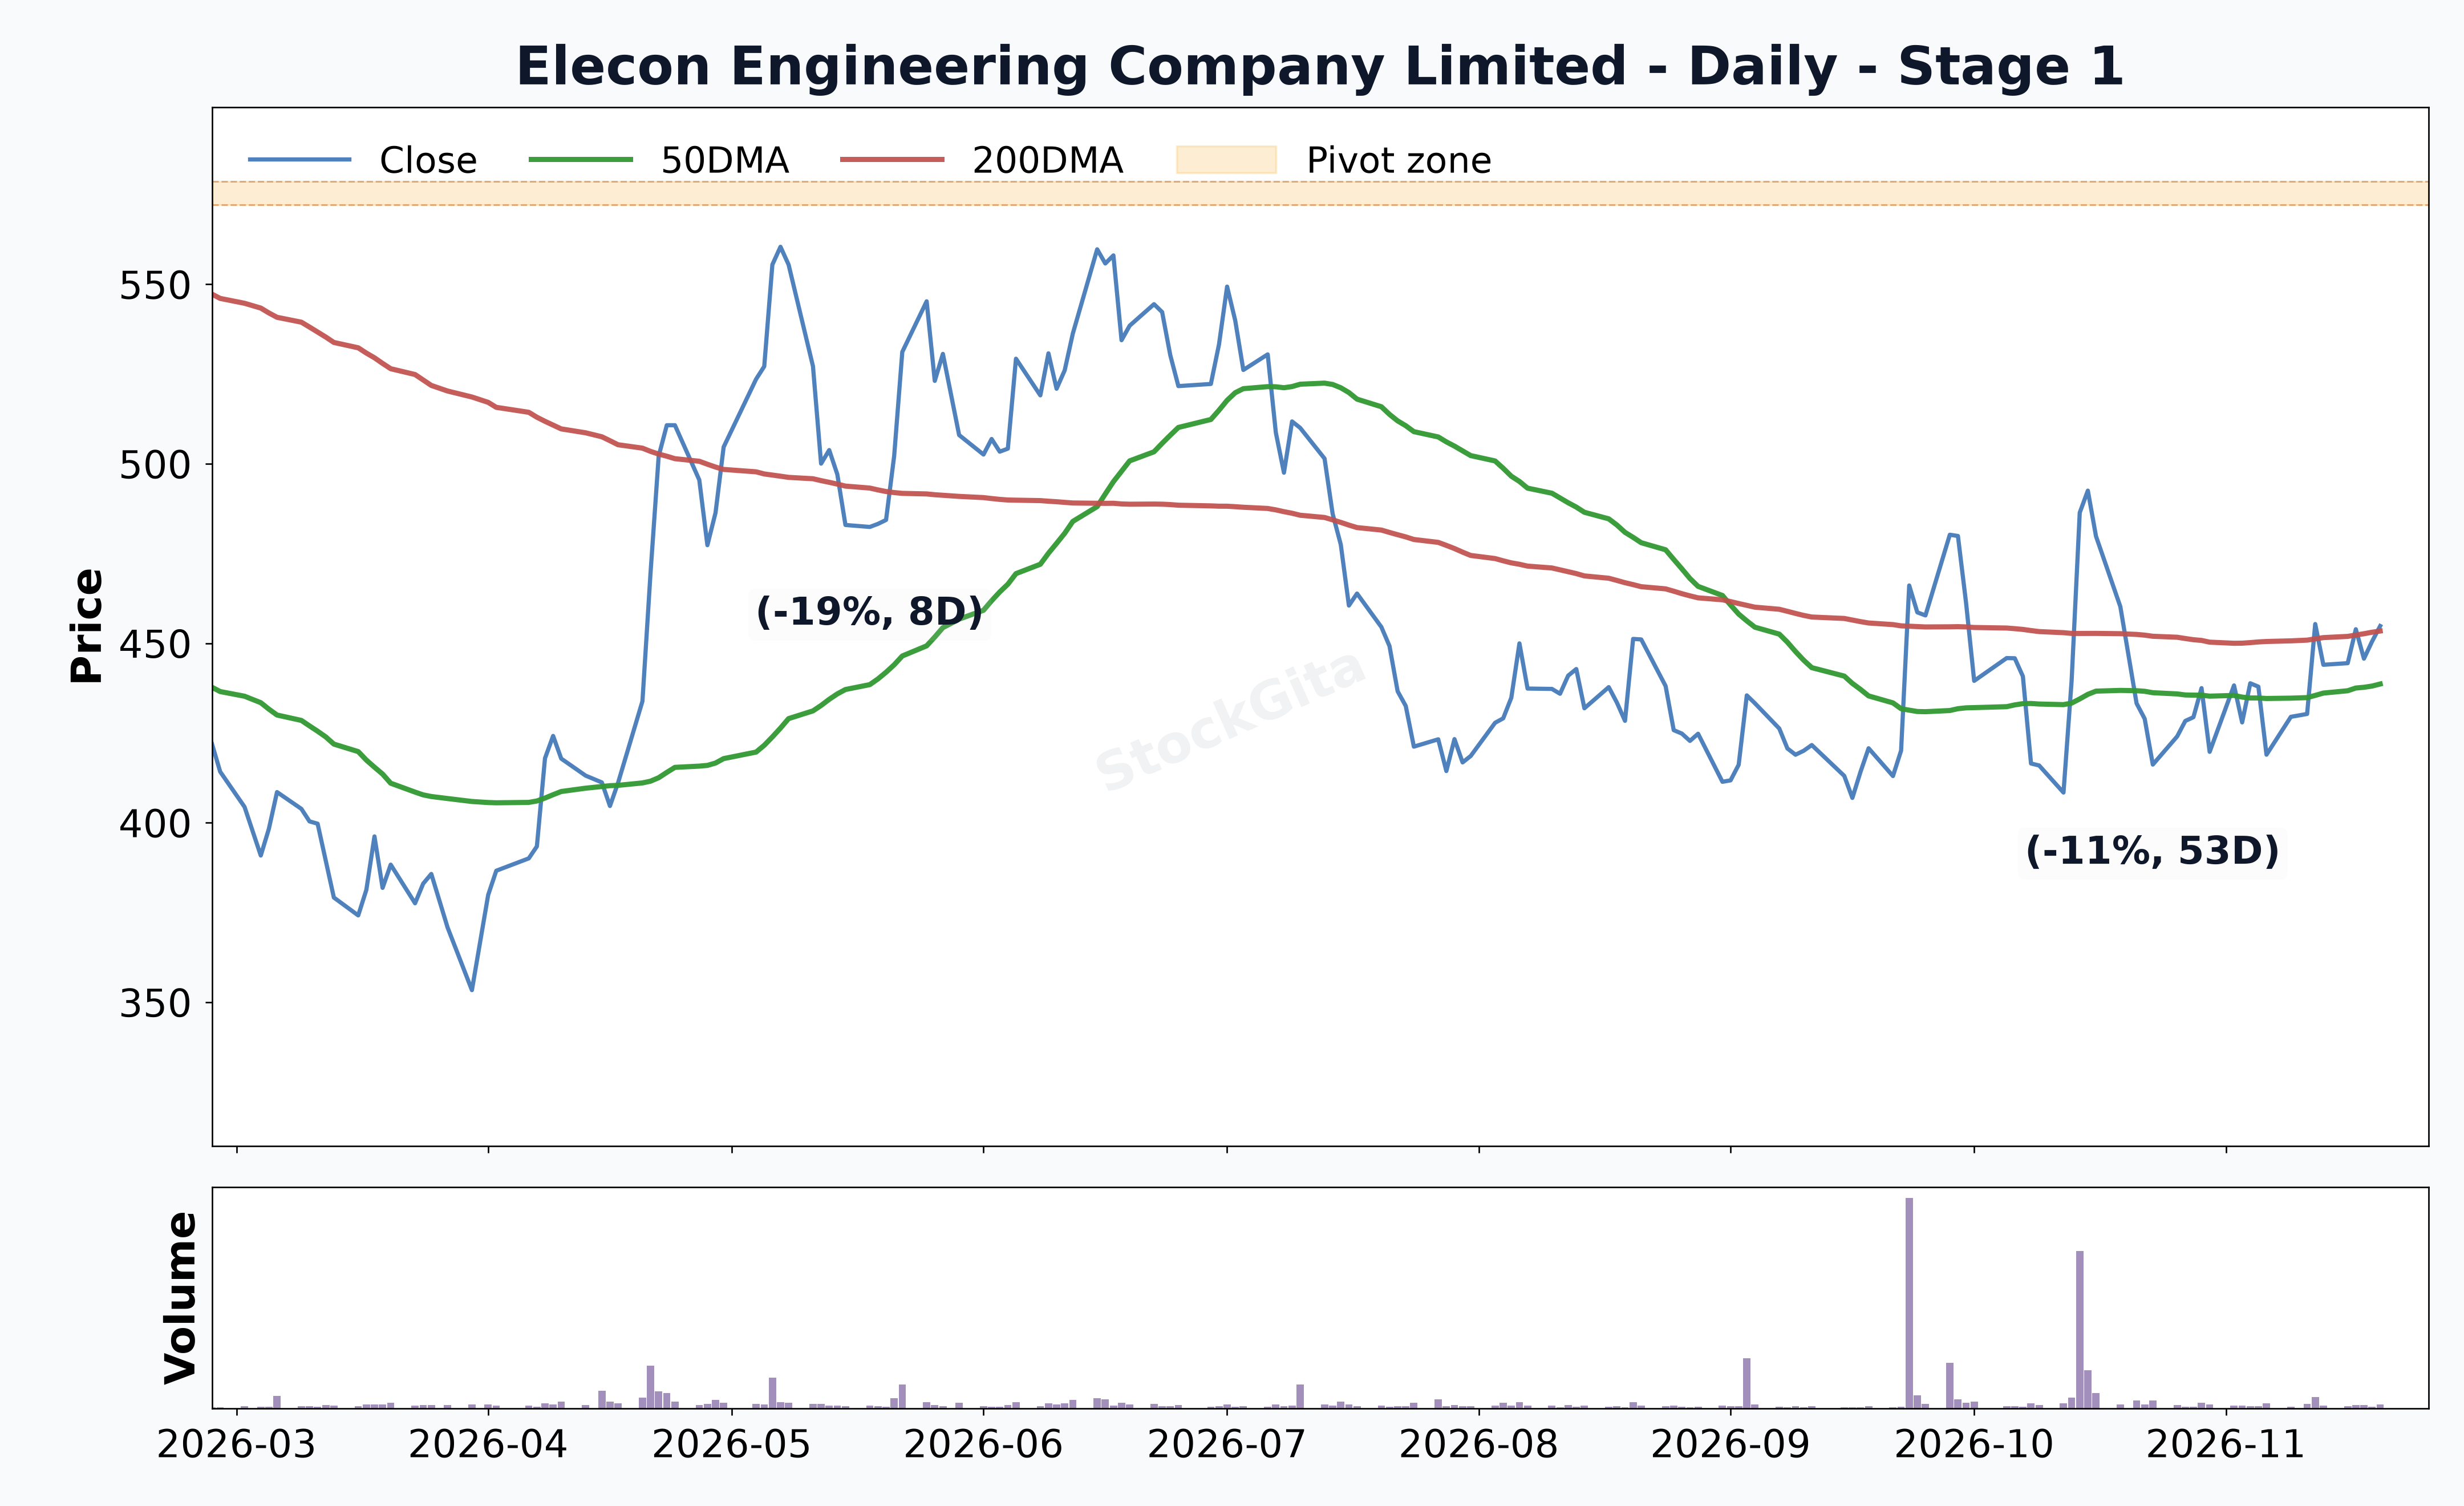 Elecon Engineering Company Limited - Daily - Stage 1
Close 50DMA 200DMA Pivot zone
Price
550
500
450
400
350
(-19%, 8D)
StockGita
(-11%, 53D)
Volume
2026-03 2026-04 2026-05 2026-06 2026-07 2026-08 2026-09 2026-10 2026-11